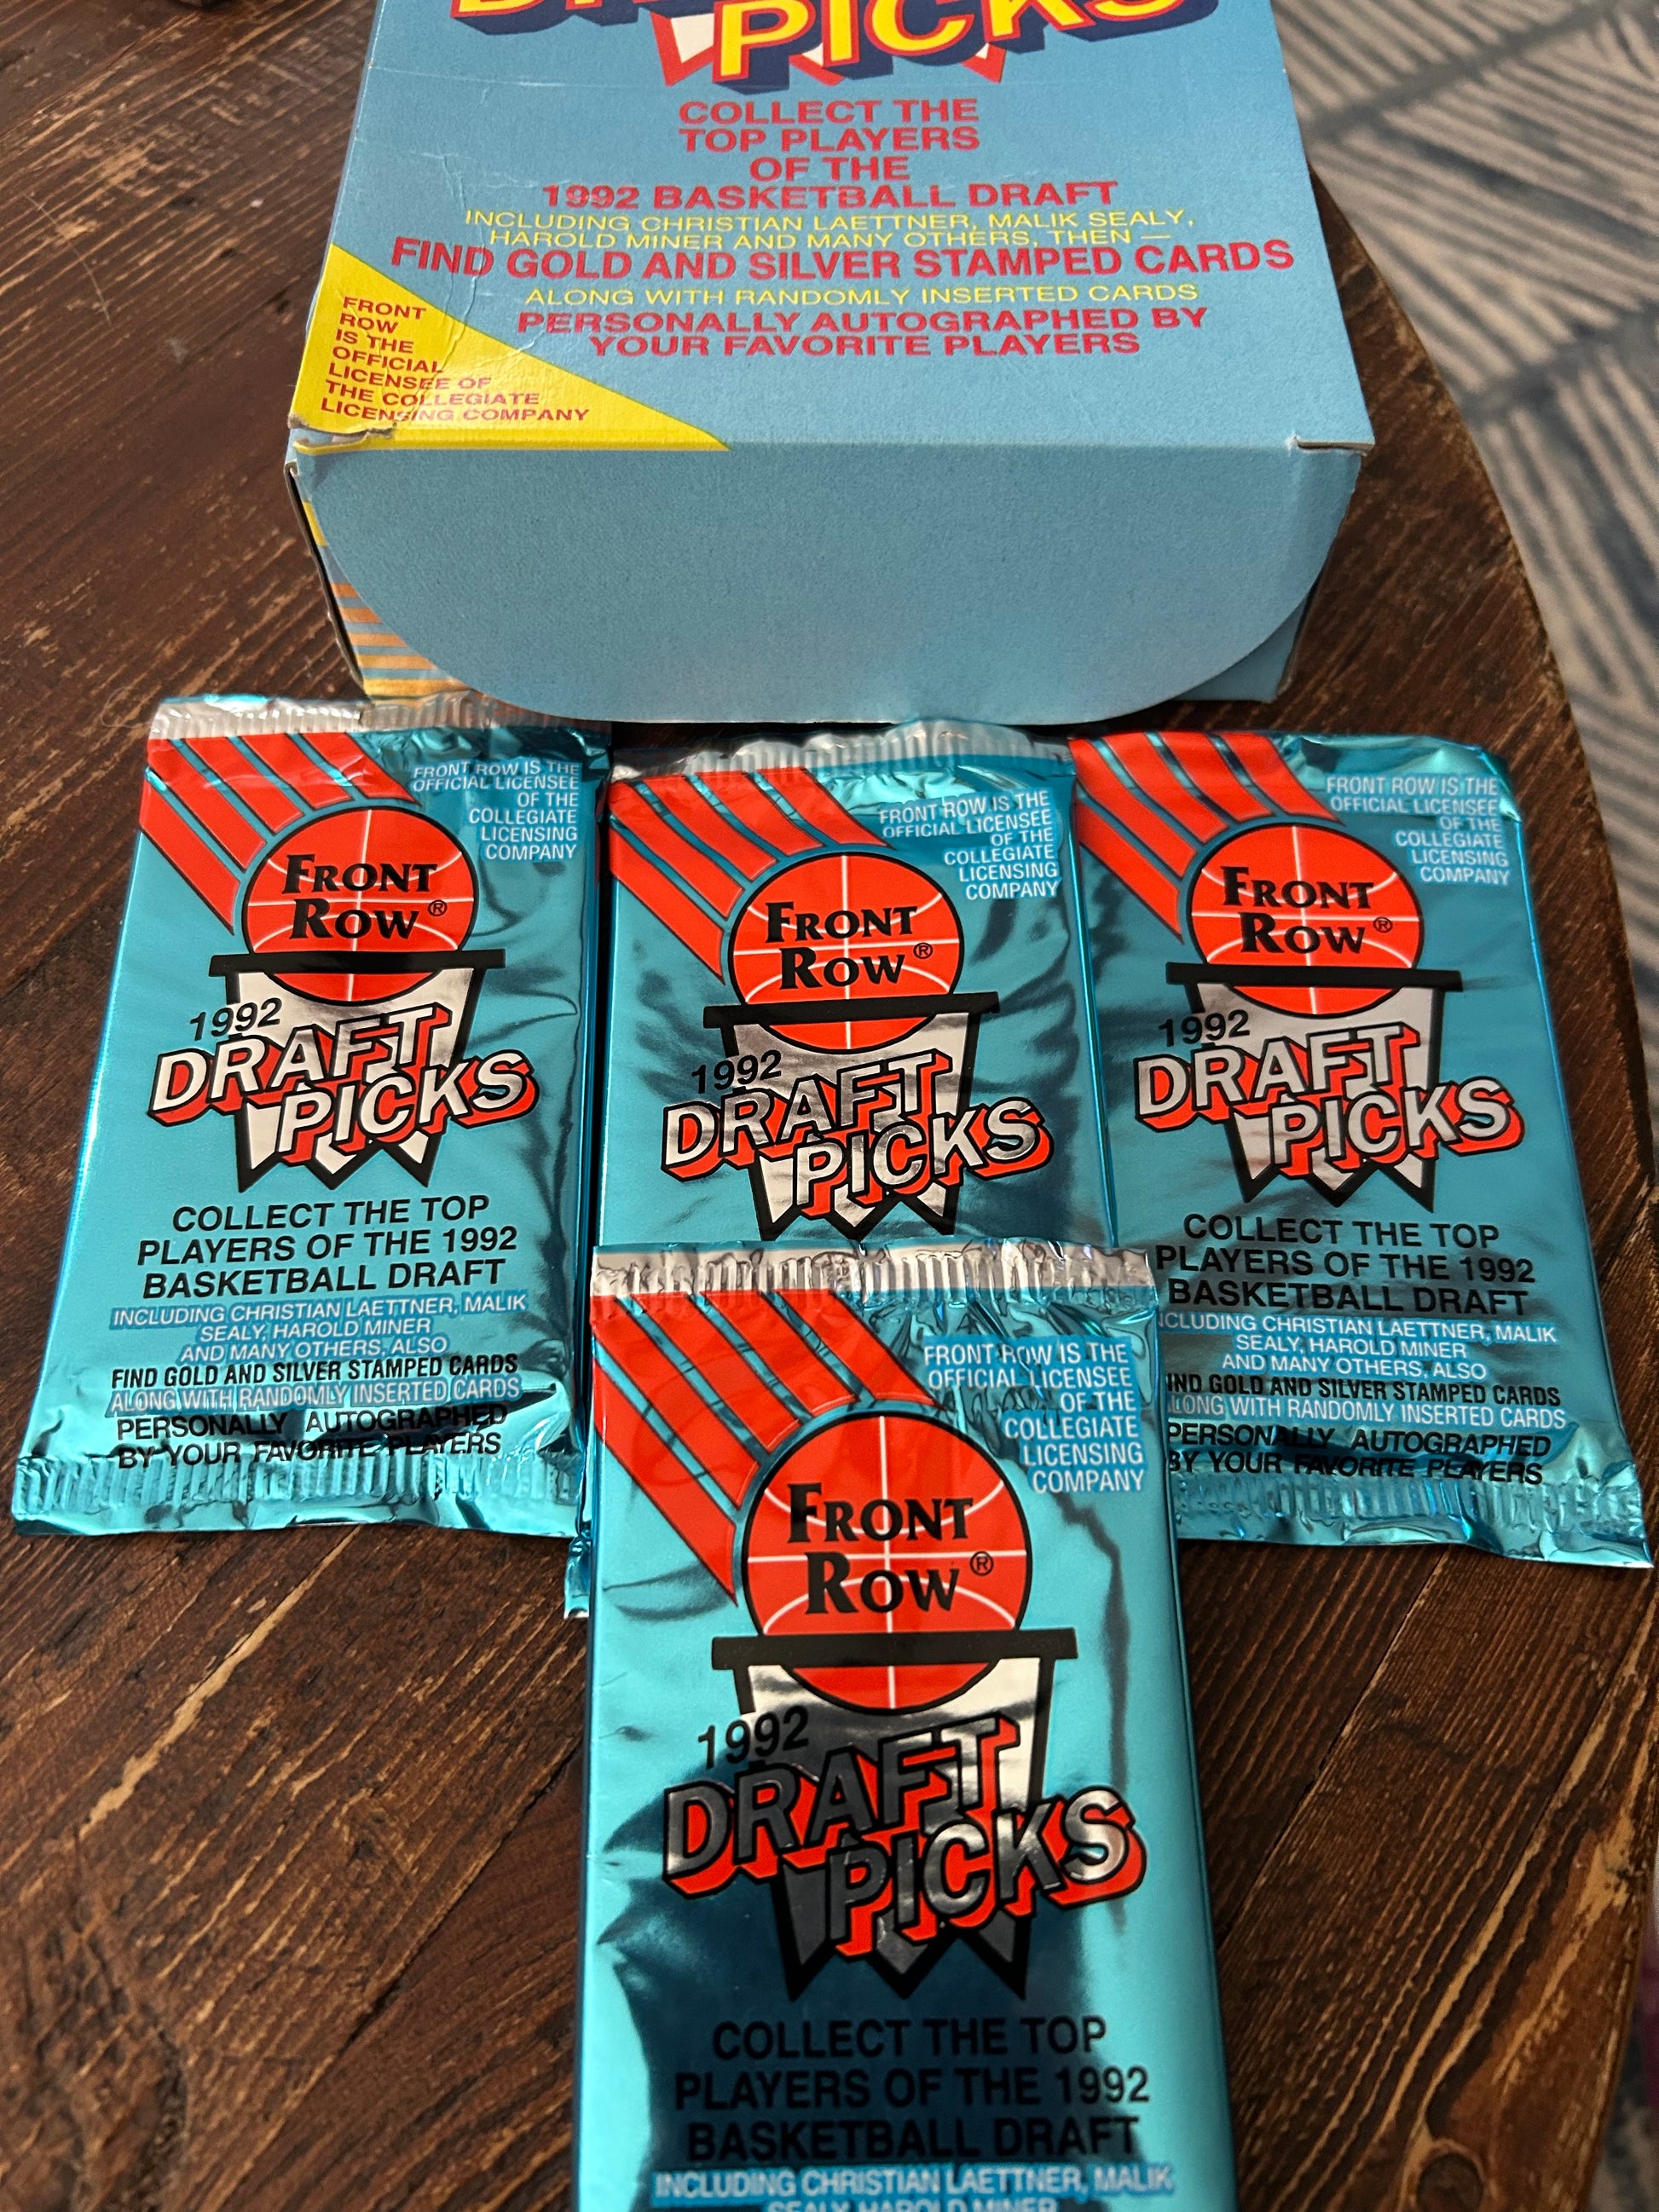 PICKS
COLLECT THE
TOP PLAYERS
OF THE
1992 BASKETBALL DRAFT
INCLUDING CHRISTIAN LAETTNER, MALIK SEALY,
HAROLD MINER AND MANY OTHERS, THEN —
FIND GOLD AND SILVER STAMPED CARDS
ALONG WITH RANDOMLY INSERTED CARDS
PERSONALLY AUTOGRAPHED BY
YOUR FAVORITE PLAYERS
FRONT
ROW
IS THE
OFFICIAL
LICENSEE OF
THE COLLEGIATE
LICENSING COMPANY
FRONT ROW IS THE
OFFICIAL LICENSEE
OF THE
COLLEGIATE
LICENSING
COMPANY
FRONT
ROW®
1992
DRAFT
PICKS
COLLECT THE TOP
PLAYERS OF THE 1992
BASKETBALL DRAFT
INCLUDING CHRISTIAN LAETTNER, MALIK
SEALY, HAROLD MINER
AND MANY OTHERS, ALSO
FIND GOLD AND SILVER STAMPED CARDS
ALONG WITH RANDOMLY INSERTED CARDS
PERSONALLY AUTOGRAPHED
BY YOUR FAVORITE PLAYERS
FRONT ROW IS THE
OFFICIAL LICENSEE
OF THE
COLLEGIATE
LICENSING
COMPANY
FRONT
ROW®
1992
DRAFT
PICKS
FRONT ROW IS THE
OFFICIAL LICENSEE
OF THE
COLLEGIATE
LICENSING
COMPANY
FRONT
ROW®
1992
DRAFT
PICKS
COLLECT THE TOP
PLAYERS OF THE 1992
BASKETBALL DRAFT
NCLUDING CHRISTIAN LAETTNER, MALIK
SEALY, HAROLD MINER
AND MANY OTHERS, ALSO
IND GOLD AND SILVER STAMPED CARDS
LONG WITH RANDOMLY INSERTED CARDS
PERSONALLY AUTOGRAPHED
BY YOUR FAVORITE PLAYERS
FRONT ROW IS THE
OFFICIAL LICENSEE
OF THE
COLLEGIATE
LICENSING
COMPANY
FRONT
ROW®
1992
DRAFT
PICKS
COLLECT THE TOP
PLAYERS OF THE 1992
BASKETBALL DRAFT
INCLUDING CHRISTIAN LAETTNER, MALIK
SEALY, HAROLD MINER